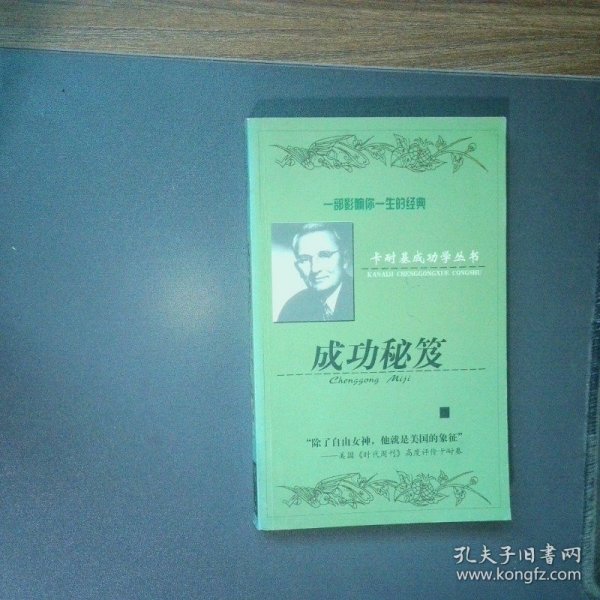 一部影响你一生的经典
卡耐基成功学丛书
KANAIJI CHENGGONGXUE CONGSHU
成功秘笈
Chenggong Miji
“除了自由女神，他就是美国的象征”
——美国《时代周刊》高度评价卡耐基
孔夫子旧书网
www.kongfz.com